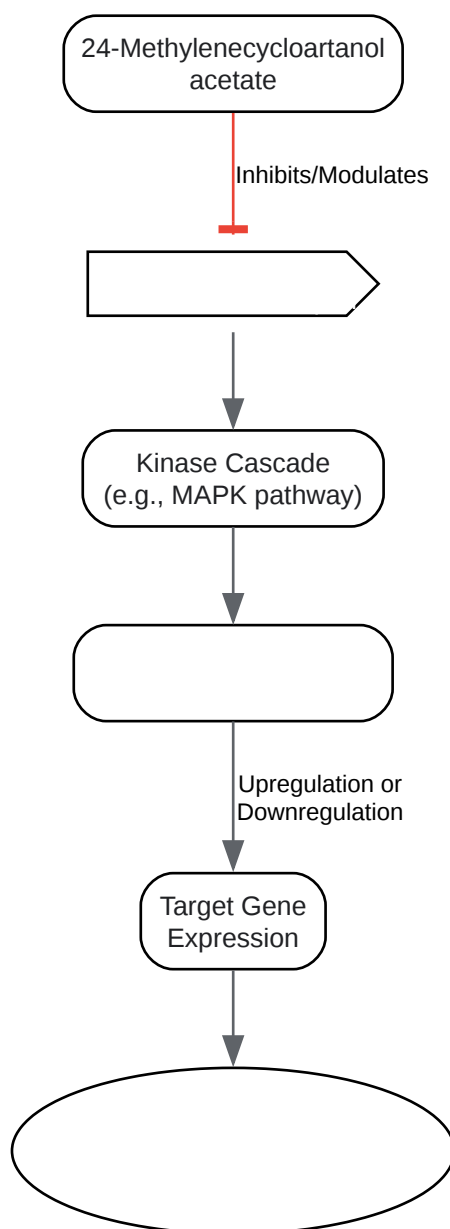 24-Methylenecycloartanol
acetate
Inhibits/Modulates
Kinase Cascade
(e.g., MAPK pathway)
Upregulation or
Downregulation
Target Gene
Expression